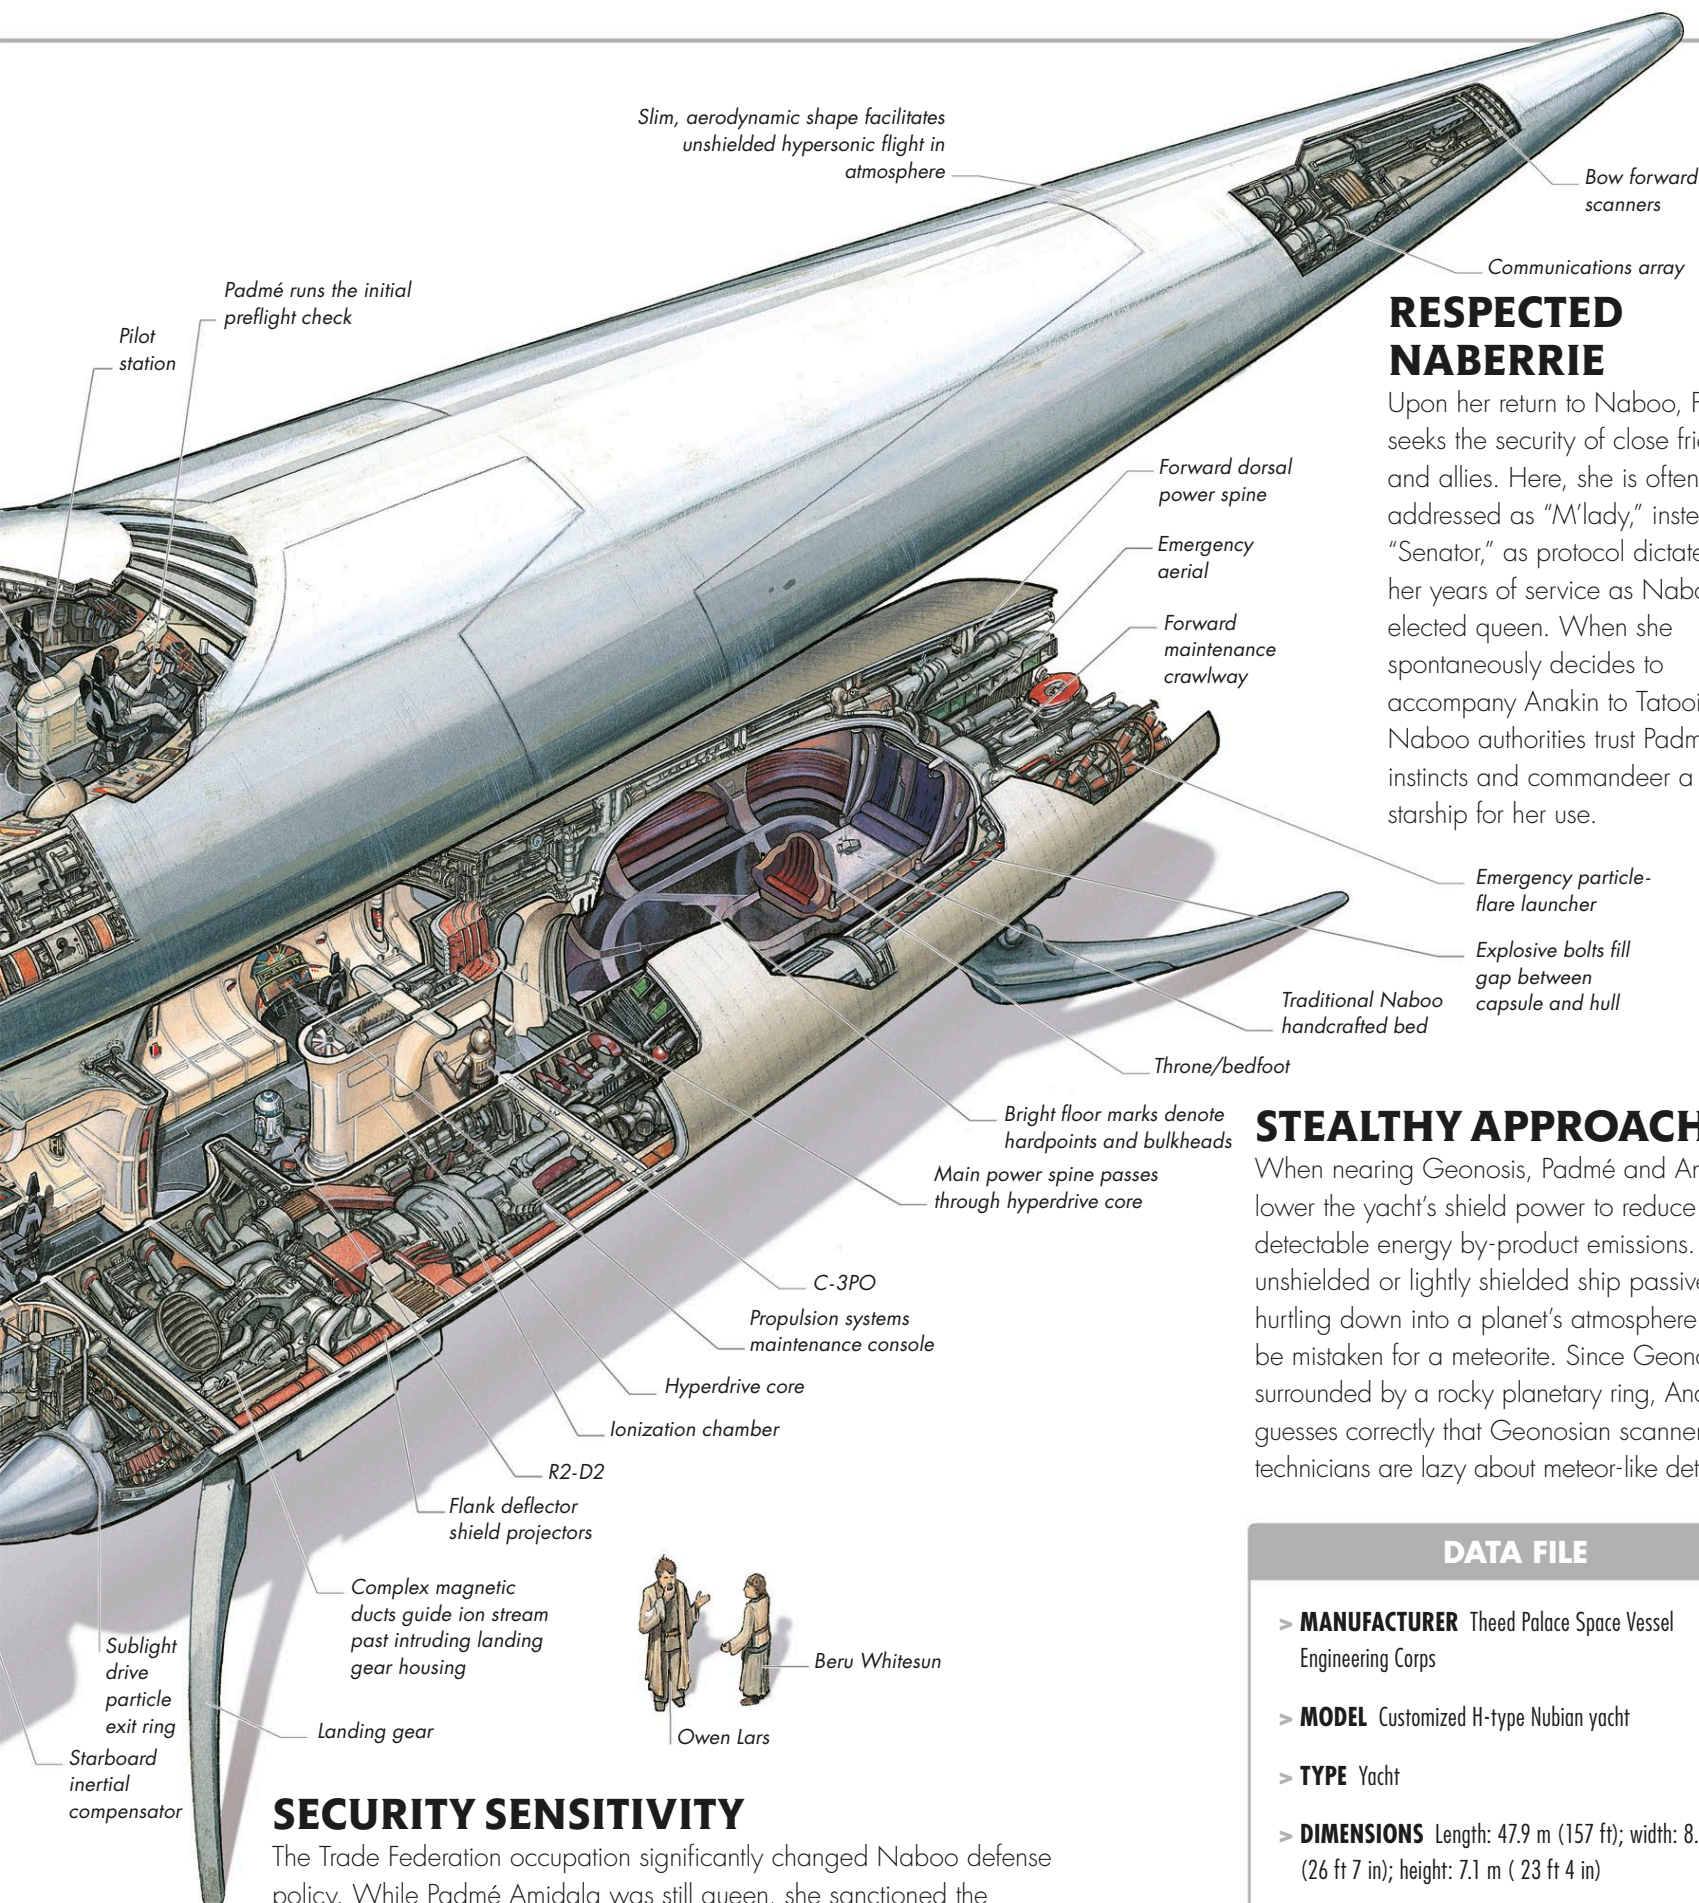 Slim, aerodynamic shape facilitates
unshielded hypersonic flight in
atmosphere
Bow forward
scanners
Communications array
Padmé runs the initial
preflight check
Pilot
station
RESPECTED
NABERRIE
Upon her return to Naboo,
seeks the security of close
and allies. Here, she is often
addressed as “M’lady,”
“Senator,” as protocol
her years of service as
elected queen. When she
spontaneously decides to
accompany Anakin to
Naboo authorities trust
instincts and commandeer a
starship for her use.
Forward dorsal
power spine
Emergency
aerial
Forward
maintenance
crawlway
Emergency particle-
flare launcher
Explosive bolts fill
gap between
capsule and hull
Traditional Naboo
handcrafted bed
Throne/bedfoot
Bright floor marks denote
hardpoints and bulkheads
Main power spine passes
through hyperdrive core
C-3PO
Propulsion systems
maintenance console
Hyperdrive core
Ionization chamber
R2-D2
Flank deflector
shield projectors
Complex magnetic
ducts guide ion stream
past intruding landing
gear housing
Sublight
drive
particle
exit ring
Landing gear
Starboard
inertial
compensator
Beru Whitesun
Owen Lars
STEALTHY APPROACH
When nearing Geonosis, Padmé and
lower the yacht’s shield power to reduce
detectable energy by-product emissions.
unshielded or lightly shielded ship
hurtling down into a planet’s atmosphere
be mistaken for a meteorite. Since
surrounded by a rocky planetary ring,
guesses correctly that Geonosian
technicians are lazy about meteor-like
SECURITY SENSITIVITY
The Trade Federation occupation significantly changed Naboo defense
policy. While Padmé Amidala was still queen, she sanctioned the
DATA FILE
> MANUFACTURER Theed Palace Space Vessel
Engineering Corps
> MODEL Customized H-type Nubian yacht
> TYPE Yacht
> DIMENSIONS Length: 47.9 m (157 ft); width: 8.
(26 ft 7 in); height: 7.1 m ( 23 ft 4 in)